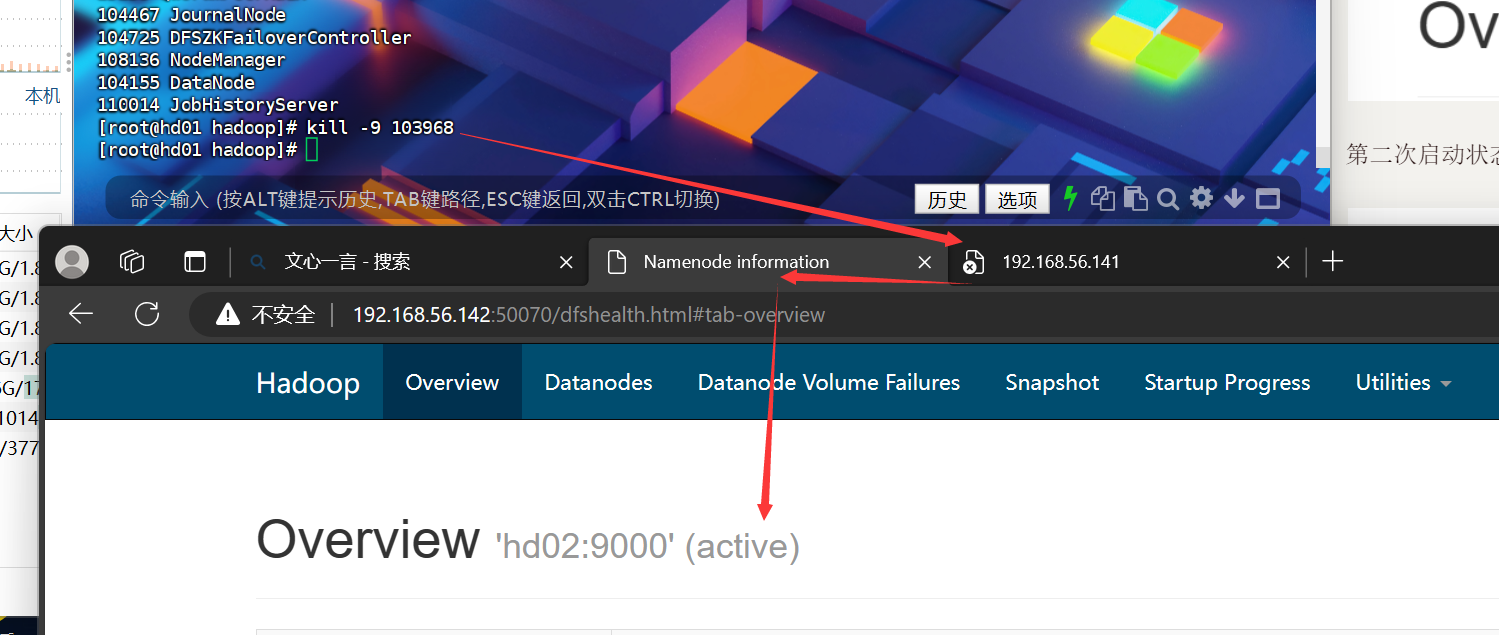 104467 JournalNode
104725 DFSZKFailoverController
108136 NodeManager
104155 DataNode
110014 JobHistoryServer
[root@hd01 hadoop]# kill -9 103968
[root@hd01 hadoop]#
本机
Ov
第二次启动状态
命令输入 (按ALT键提示历史,TAB键路径,ESC键返回,双击CTRL切换)
历史
选项
大小
G/1.8
G/1.8
G/1.8
G/1.8
G/17
1014
/377
文心一言 - 搜索
Namenode information
192.168.56.141
不安全
192.168.56.142:50070/dfshealth.html#tab-overview
Hadoop
Overview
Datanodes
Datanode Volume Failures
Snapshot
Startup Progress
Utilities
Overview 'hd02:9000' (active)